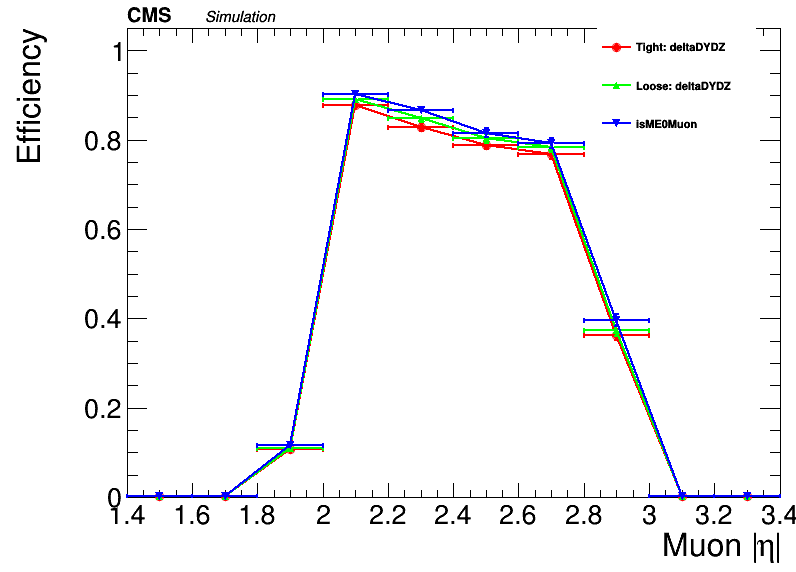 CMS Simulation
Efficiency
Tight: deltaDYDZ
Loose: deltaDYDZ
isME0Muon
1
0.8
0.6
0.4
0.2
0
1.4 1.6 1.8 2 2.2 2.4 2.6 2.8 3 3.2 3.4
Muon |η|